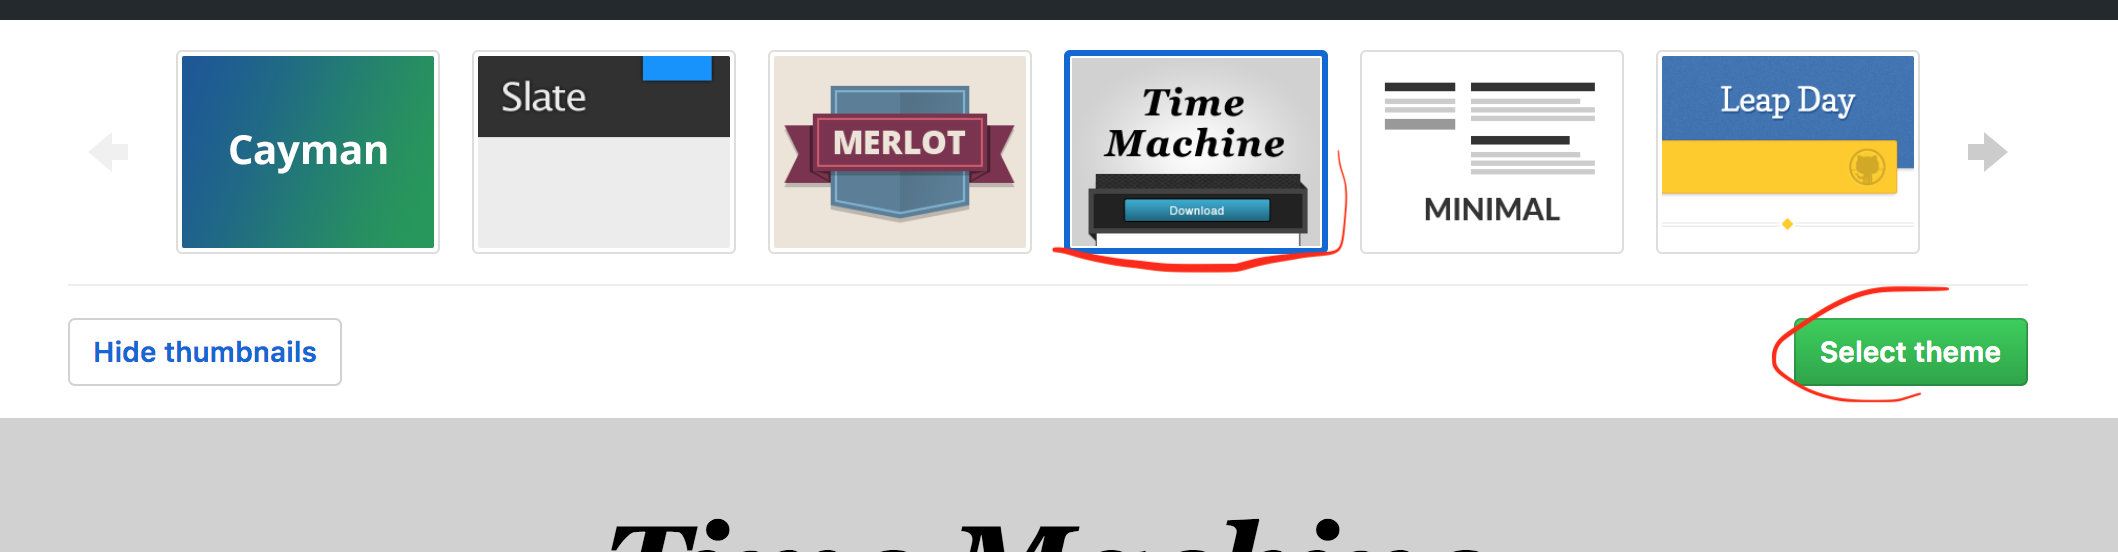 Cayman
Slate
MERLOT
Time
Machine
Download
MINIMAL
Leap Day
Hide thumbnails
Select theme
Time Machine